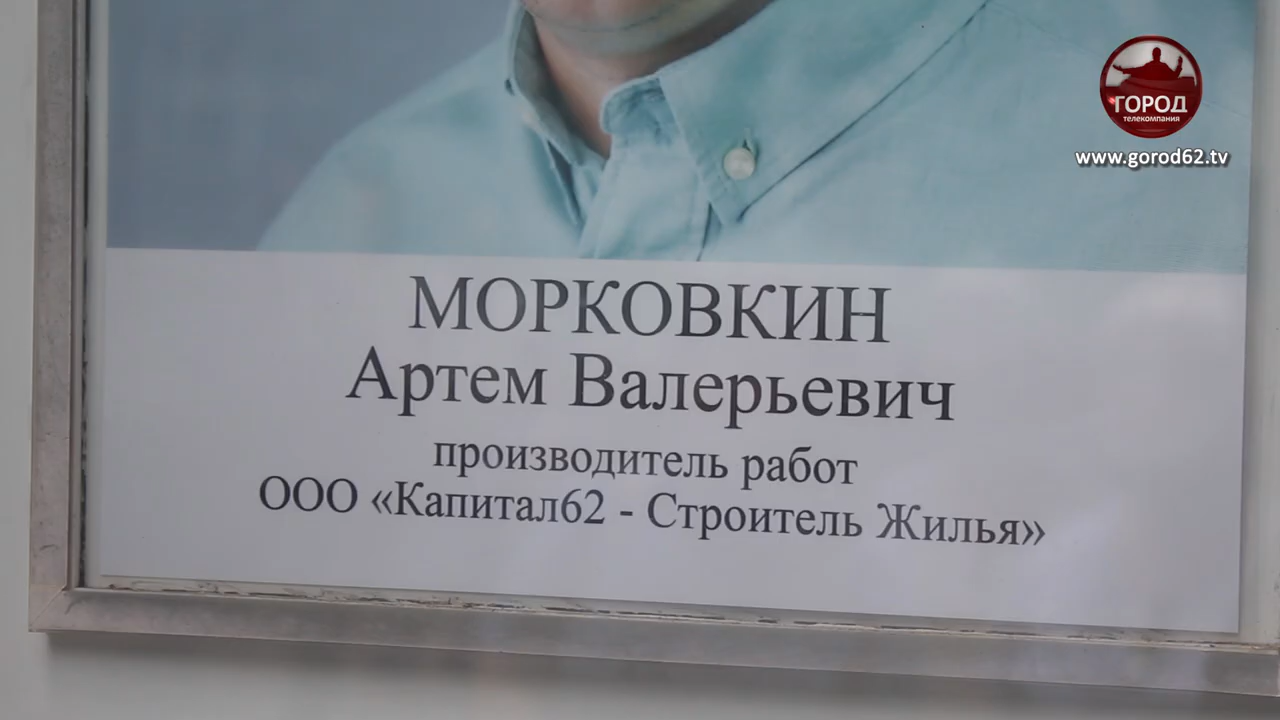 ГОРОД
телекомпания
www.gorod62.tv
МОРКОВКИН
Артем Валерьевич
производитель работ
ООО «Капитал62 - Строитель Жилья»